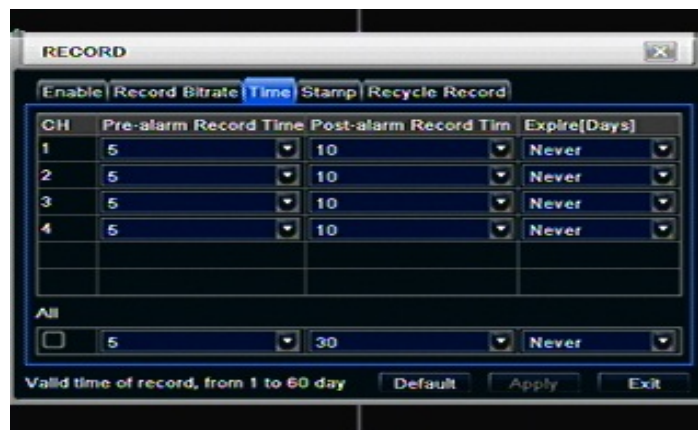 RECORD
Enable Record Bitrate Time Stamp Recycle Record
CH Pre-alarm Record Time Post-alarm Record Tim Expire[Days]
1 5 10 Never
2 5 10 Never
3 5 10 Never
4 5 10 Never
All
5 30 Never
Valid time of record, from 1 to 60 day Default Apply Exit